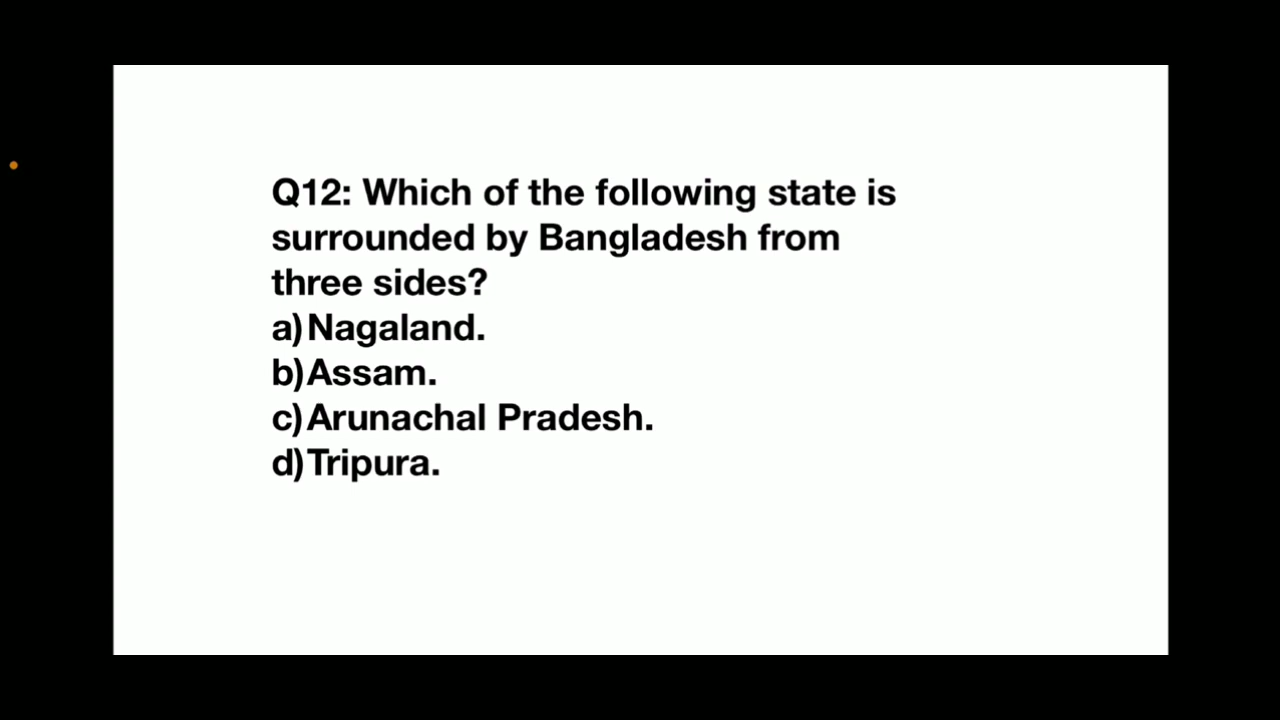 Q12: Which of the following state is
surrounded by Bangladesh from
three sides?
a)Nagaland.
b)Assam.
c)Arunachal Pradesh.
d)Tripura.